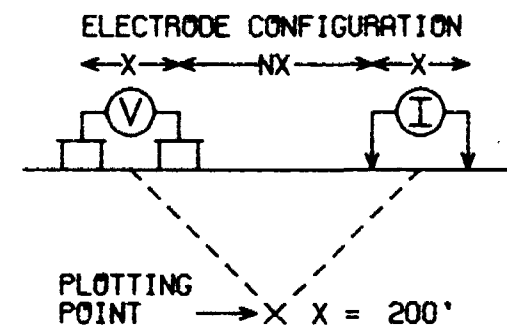 ELECTRODE CONFIGURATION
X NX X
V I
PLOTTING
POINT X X = 200'